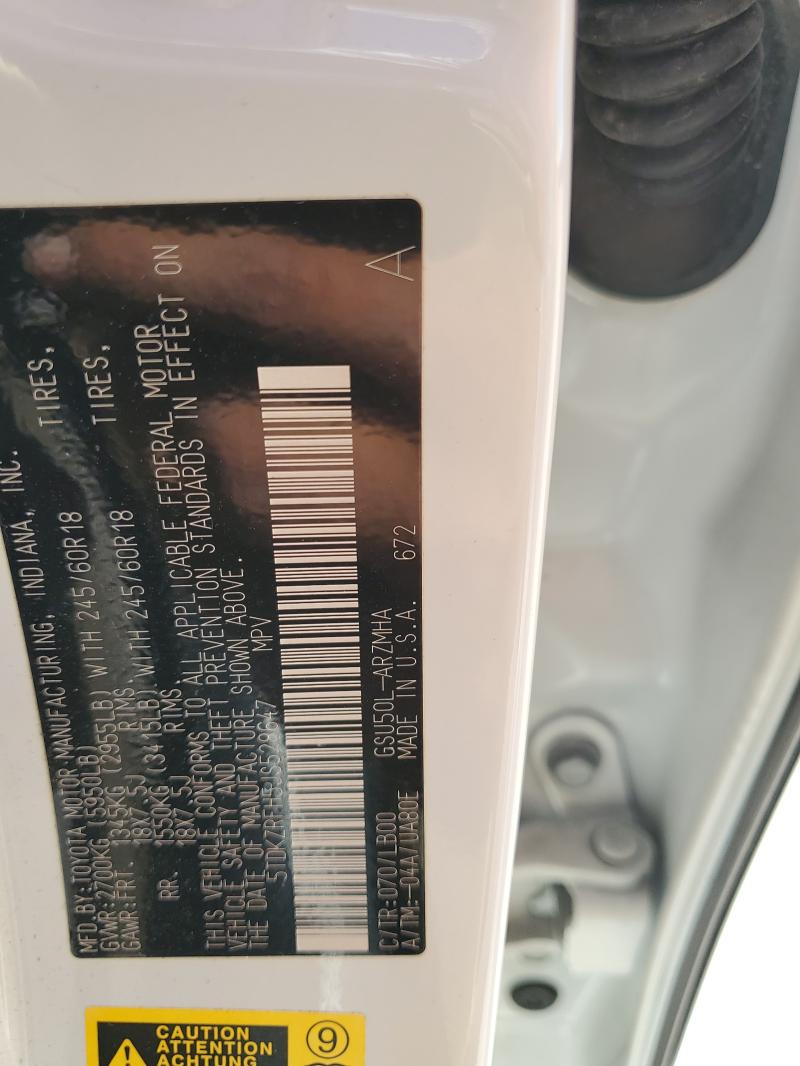 MFD.BY:TOYOTA MOTOR MANUFACTURING, INDIANA, INC.
GVWR:2700KG (5950LB)
GAWR:FRT. 1345KG (2955LB) WITH 245/60R18 TIRES,
18X7.5J RIMS
RR. 1550KG (3415LB) WITH 245/60R18 TIRES,
18X7.5J RIMS
THIS VEHICLE CONFORMS TO ALL APPLICABLE FEDERAL MOTOR
VEHICLE SAFETY AND THEFT PREVENTION STANDARDS IN EFFECT ON
THE DATE OF MANUFACTURE SHOWN ABOVE.
MPV
C/TR:070/LB00 GSU50L-ARZMHA A
A/TM:-04A/UA80E MADE IN U.S.A. 672
CAUTION
ATTENTION
ACHTUNG
9